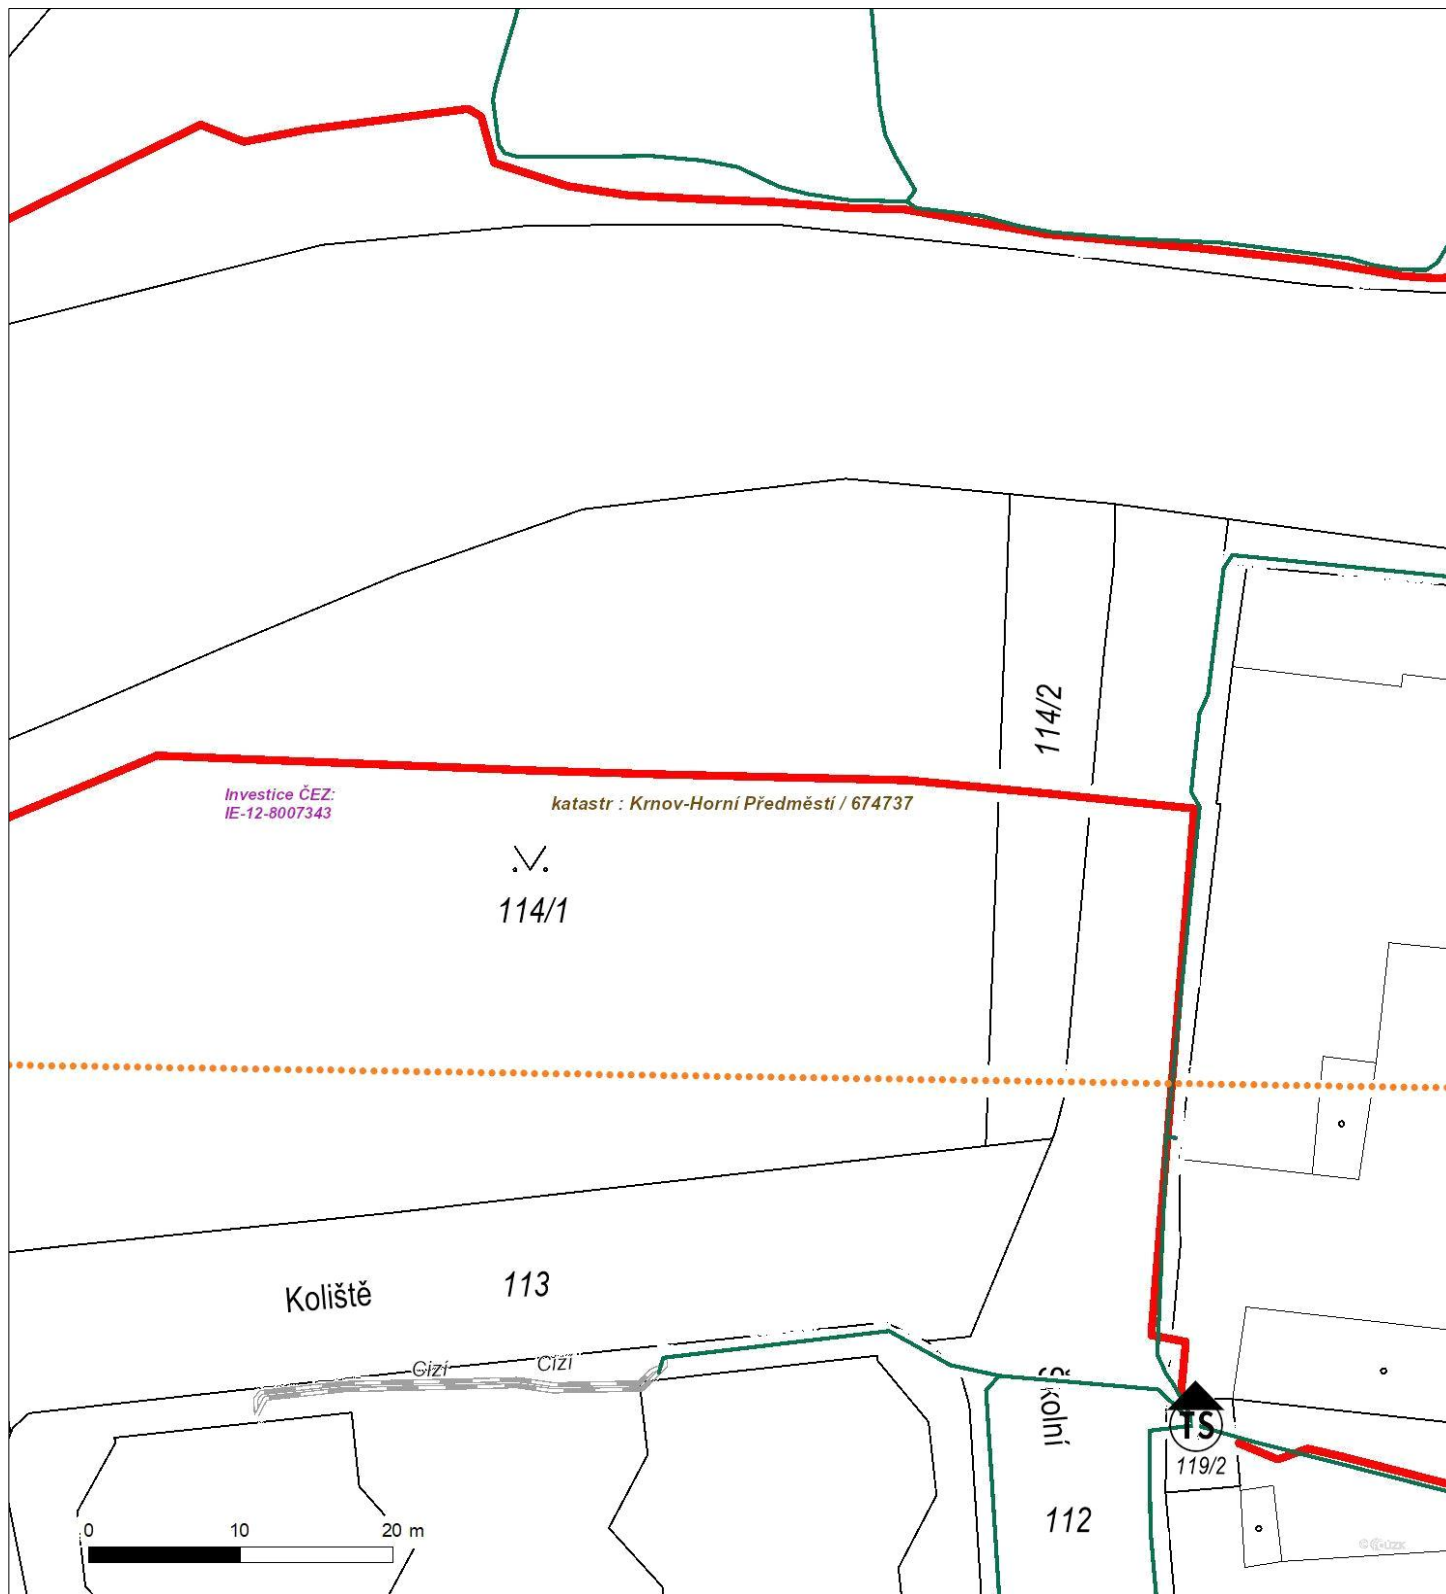 114/2
Investice ČEZ:
IE-12-8007343
katastr : Krnov-Horní Předměstí / 674737
114/1
Koliště
113
Cizí
Cizí
Školní
TS
119/2
112
0 10 20 m